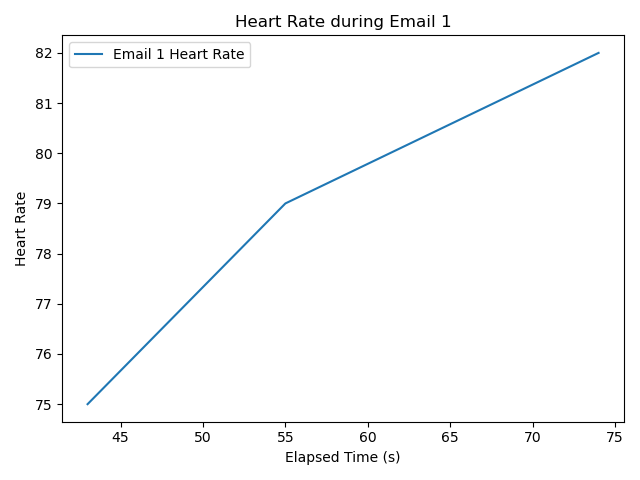 Heart Rate during Email 1
Email 1 Heart Rate
Heart Rate
82
81
80
79
78
77
76
75
45 50 55 60 65 70 75
Elapsed Time (s)